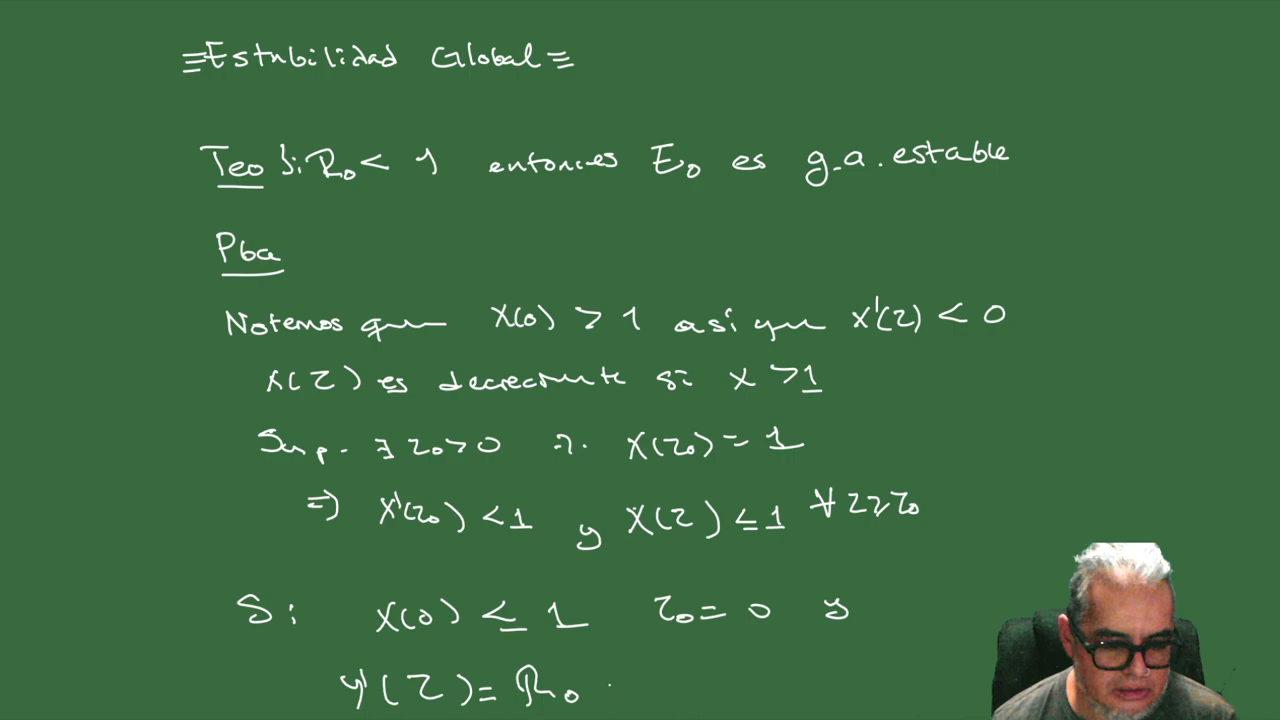 ≡Estabilidad Global≡
Teo Si R₀ < 1 entonces E₀ es g.a.estable
Pba
Notemos que x(0) > 1 así que x'(τ) < 0
x(τ) es decreciente si x > 1
Sup. ∃ τ₀>0 ∋. x(τ₀) = 1
⇒) x'(τ₀) < 1 y x(τ) ≤ 1 ∀ τ≥τ₀
Si x(0) ≤ 1 τ₀ = 0 y
y'(τ) = R₀